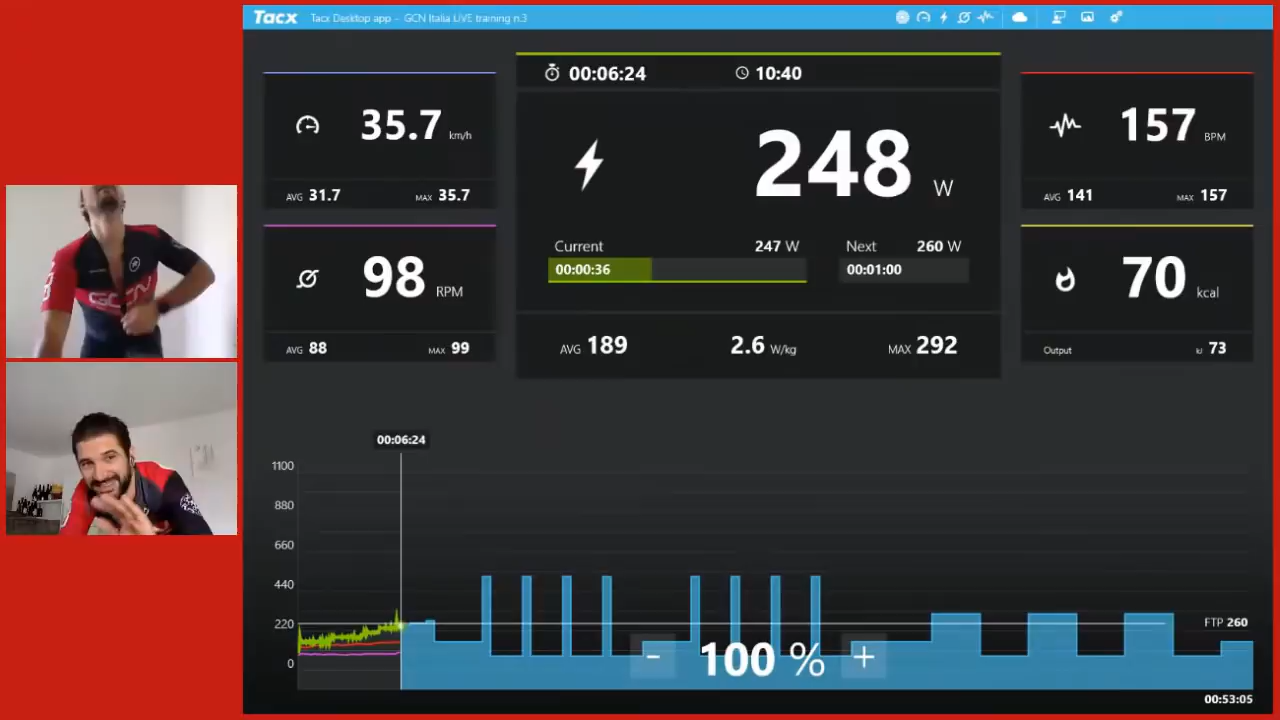 Tacx Tacx Desktop app – GCN Italia LIVE training n.3
00:06:24 10:40
35.7 km/h
AVG 31.7 MAX 35.7
248 W
157 BPM
AVG 141 MAX 157
Current 247 W Next 260 W
00:00:36 00:01:00
98 RPM
AVG 88 MAX 99
AVG 189 2.6 W/kg MAX 292
70 kcal
Output 73
GCN
00:06:24
1100
880
660
440
220
0
FTP 260
- 100 % +
00:53:05